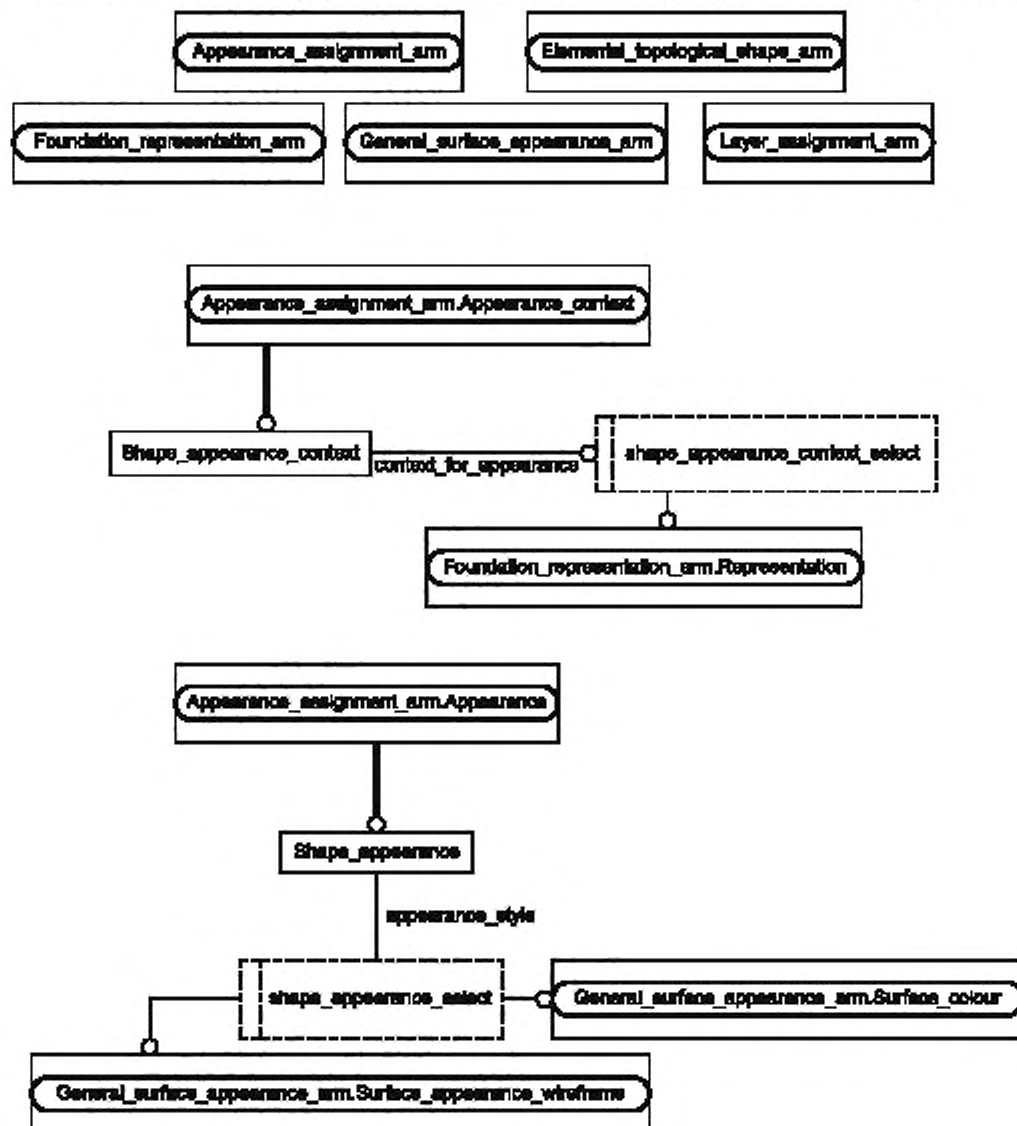 Appearance_assignment_arm
Elemental_topological_shape_arm
Foundation_representation_arm
General_surface_appearance_arm
Layer_assignment_arm
Appearance_assignment_arm.Appearance_context
Shape_appearance_context
context_for_appearance
shape_appearance_context_select
Foundation_representation_arm.Representation
Appearance_assignment_arm.Appearance
Shape_appearance
appearance_style
shape_appearance_select
General_surface_appearance_arm.Surface_colour
General_surface_appearance_arm.Surface_appearance_wireframe